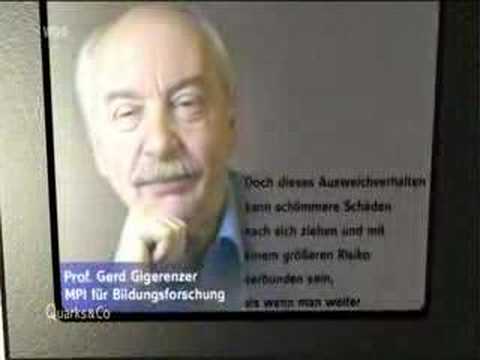 WDR
Doch dieses Ausweichverhalten
kann schlimmere Schäden
nach sich ziehen und mit
einem größeren Risiko
verbunden sein,
als wenn man weiter
Prof. Gerd Gigerenzer
MPI für Bildungsforschung
Quarks&Co